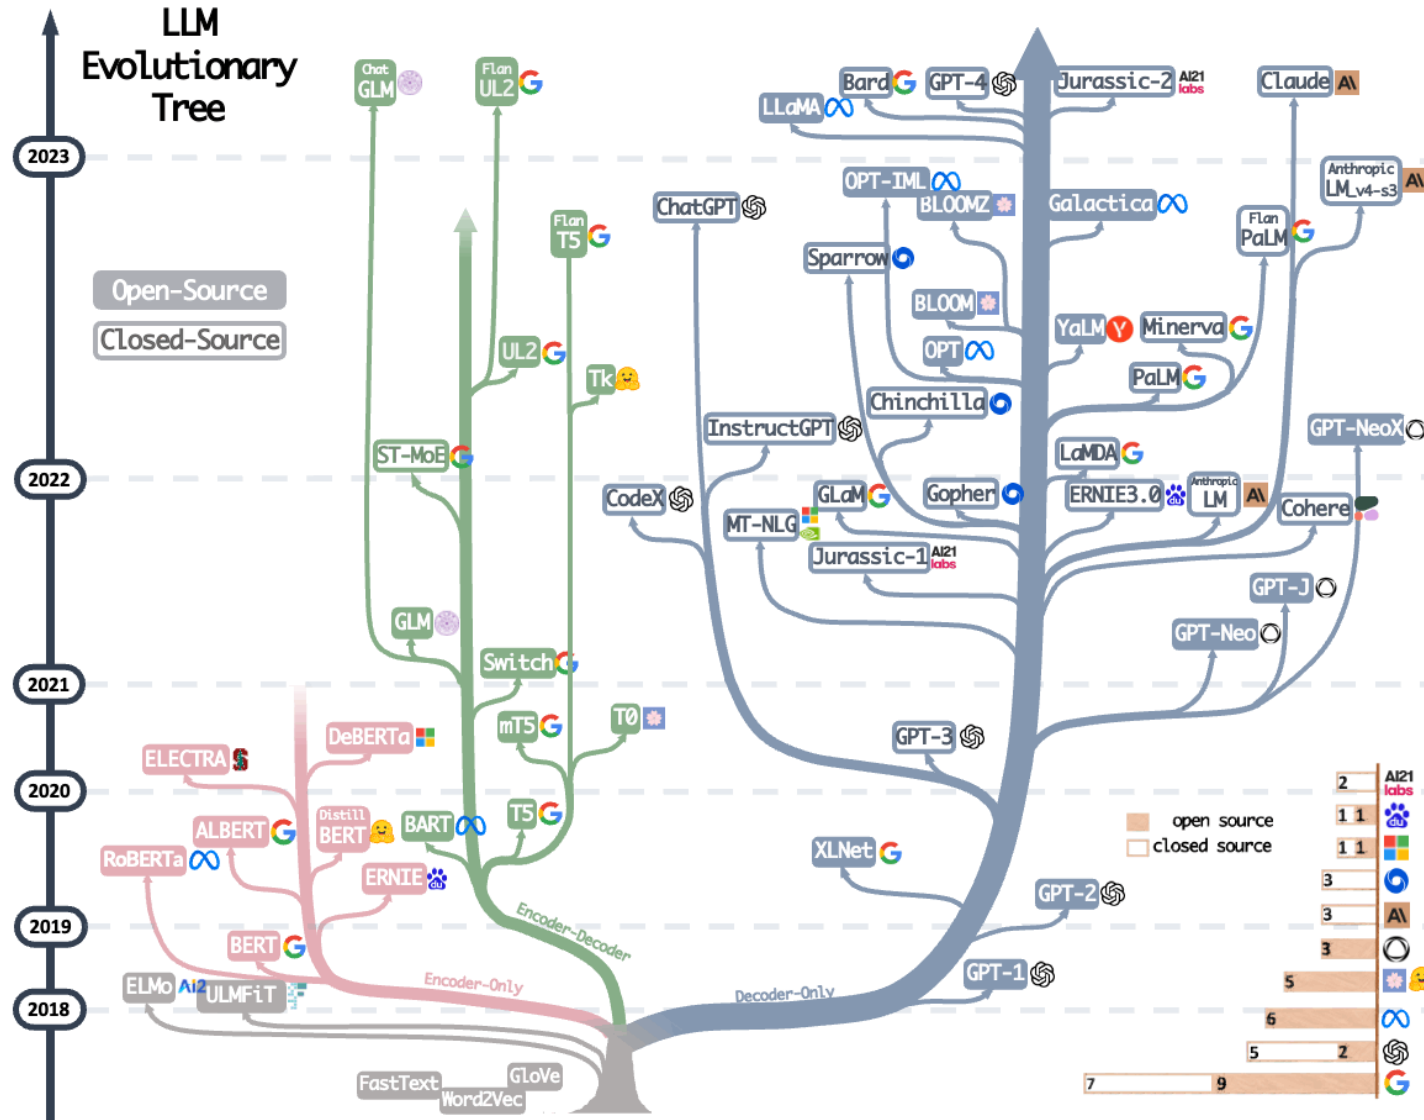 LLM
Evolutionary
Tree
2023
2022
2021
2020
2019
2018
Open-Source
Closed-Source
Chat
GLM
Flan
UL2
Flan
T5
UL2
Tk
ST-MoE
GLM
Switch
mT5
T0
T5
BART
DeBERTa
ELECTRA
ALBERT
Distill
BERT
RoBERTa
ERNIE
BERT
ELMo
Ai2
ULMFiT
FastText
Word2Vec
GloVe
Encoder-Only
Encoder-Decoder
Decoder-Only
Bard
GPT-4
Jurassic-2
AI21
labs
Claude
LLaMA
Anthropic
LM_v4-s3
OPT-IML
BLOOMZ
Galactica
ChatGPT
Flan
PaLM
Sparrow
BLOOM
YaLM
Minerva
OPT
PaLM
Chinchilla
InstructGPT
GPT-NeoX
LaMDA
CodeX
GLaM
Gopher
ERNIE3.0
Anthropic
LM
Cohere
MT-NLG
Jurassic-1
AI21
labs
GPT-J
GPT-Neo
GPT-3
XLNet
GPT-2
GPT-1
open source
closed source
2
AI21
labs
1 1
du
1 1
3
3
3
5
6
5 2
7 9